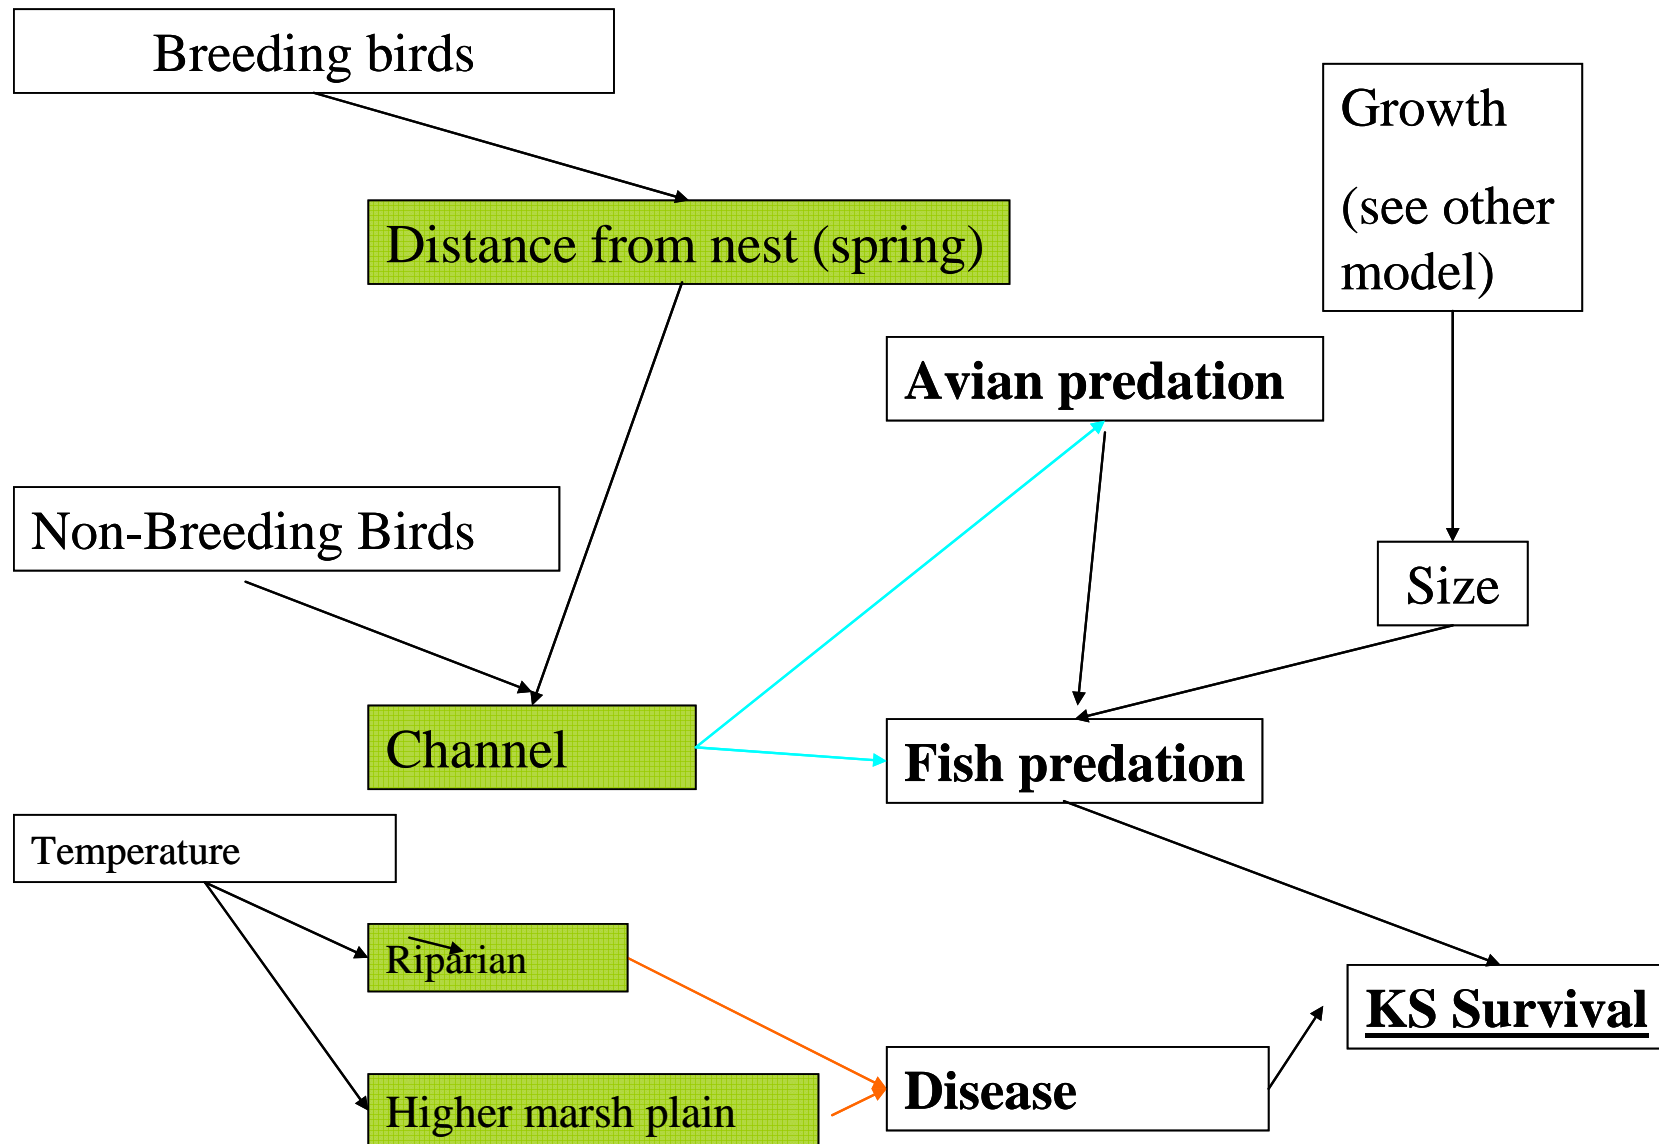 Breeding birds
Growth
(see other
model)
Distance from nest (spring)
Avian predation
Non-Breeding Birds
Size
Channel
Fish predation
Temperature
Riparian
KS Survival
Disease
Higher marsh plain